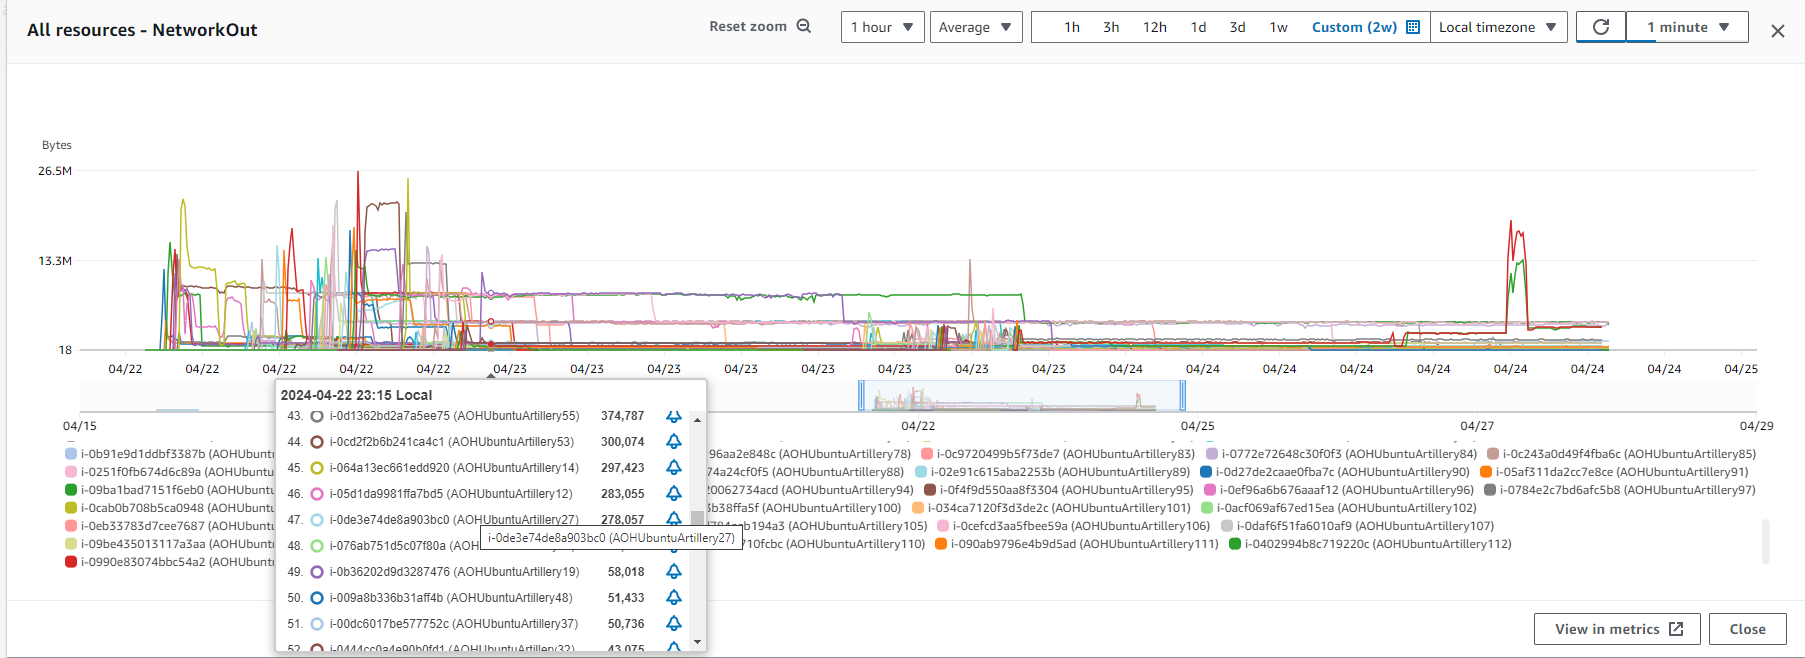 All resources - NetworkOut
Reset zoom 1 hour Average 1h 3h 12h 1d 3d 1w Custom (2w) Local timezone 1 minute
Bytes
26.5M
13.3M
18
04/22 04/22 04/22 04/22 04/22 04/23 04/23 04/23 04/23 04/23 04/23 04/23 04/23 04/24 04/24 04/24 04/24 04/24 04/24 04/24 04/24 04/25
04/15 04/22 04/25 04/27 04/29
2024-04-22 23:15 Local
43. i-0d1362bd2a7a5ee75 (AOHUbuntuArtillery55) 374,787
44. i-0cd2f2b6b241ca4c1 (AOHUbuntuArtillery53) 300,074
45. i-064a13ec661edd920 (AOHUbuntuArtillery14) 297,423
46. i-05d1da9981ffa7bd5 (AOHUbuntuArtillery12) 283,055
47. i-0de3e74de8a903bc0 (AOHUbuntuArtillery27) 278,057
i-0de3e74de8a903bc0 (AOHUbuntuArtillery27)
48. i-076ab751d5c07f80a
49. i-0b36202d9d3287476 (AOHUbuntuArtillery19) 58,018
50. i-009a8b336b31aff4b (AOHUbuntuArtillery48) 51,433
51. i-00dc6017be577752c (AOHUbuntuArtillery37) 50,736
52. i-0444cc0a4e90b0fd1 (AOHUbuntuArtillery32) 43,075
i-0b91e9d1ddbf3387b (AOHUbuntu 96aa2e848c (AOHUbuntuArtillery78) i-0c9720499b5f73de7 (AOHUbuntuArtillery83) i-0772e72648c30f0f3 (AOHUbuntuArtillery84) i-0c243a0d49f4fba6c (AOHUbuntuArtillery85)
i-0251f0fb674d6c89a (AOHUbuntu 74a24cf0f5 (AOHUbuntuArtillery88) i-02e91c615aba2253b (AOHUbuntuArtillery89) i-0d27de2caae0fba7c (AOHUbuntuArtillery90) i-05af311da2cc7e8ce (AOHUbuntuArtillery91)
i-09ba1bad7151f6eb0 (AOHUbuntu 20062734acd (AOHUbuntuArtillery94) i-0f4f9d550aa8f3304 (AOHUbuntuArtillery95) i-0ef96a6b676aaaf12 (AOHUbuntuArtillery96) i-0784e2c7bd6afc5b8 (AOHUbuntuArtillery97)
i-0cab0b708b5ca0948 (AOHUbuntu 3b38ffa5f (AOHUbuntuArtillery100) i-034ca7120f3d3de2c (AOHUbuntuArtillery101) i-0acf069af67ed15ea (AOHUbuntuArtillery102)
i-0eb33783d7cee7687 (AOHUbuntu b194a3 (AOHUbuntuArtillery105) i-0cefcd3aa5fbee59a (AOHUbuntuArtillery106) i-0daf6f51fa6010af9 (AOHUbuntuArtillery107)
i-09be435013117a3aa (AOHUbuntu 710fcbc (AOHUbuntuArtillery110) i-090ab9796e4b9d5ad (AOHUbuntuArtillery111) i-0402994b8c719220c (AOHUbuntuArtillery112)
i-0990e83074bbc54a2 (AOHUbuntu
View in metrics Close